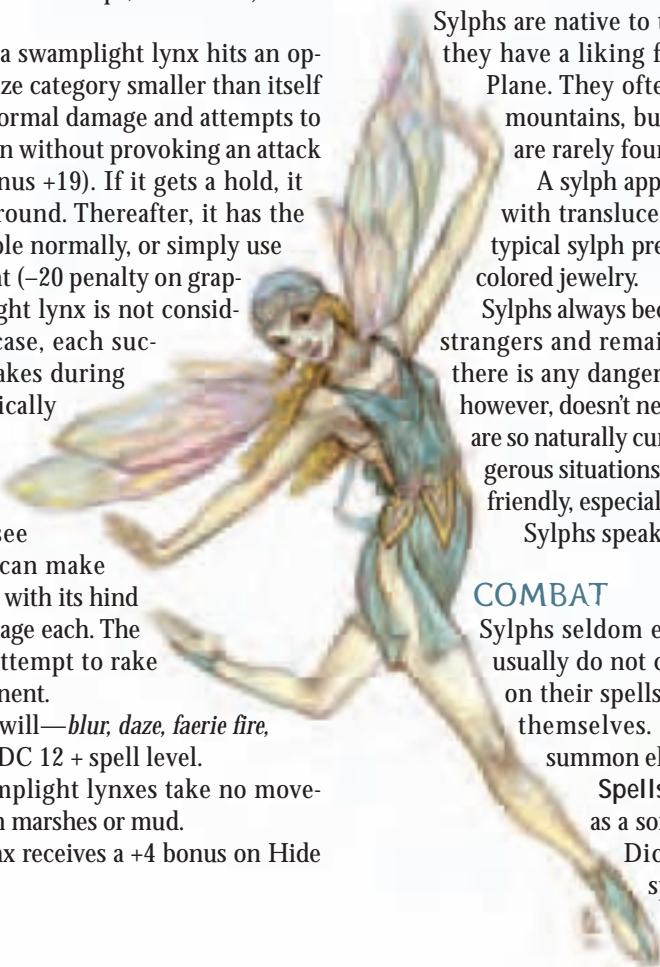 a swamplight lynx hits an op-
ze category smaller than itself
ormal damage and attempts to
n without provoking an attack
nus +19). If it gets a hold, it
round. Thereafter, it has the
ple normally, or simply use
t (–20 penalty on grap-
ght lynx is not consid-
case, each suc-
akes during
ically
see
can make
with its hind
age each. The
ttempt to rake
nent.
will—blur, daze, faerie fire,
DC 12 + spell level.
mplight lynxes take no move-
n marshes or mud.
nx receives a +4 bonus on Hide
Sylphs are native to t
they have a liking f
Plane. They ofte
mountains, bu
are rarely four
A sylph app
with transluce
typical sylph pre
colored jewelry.
Sylphs always bec
strangers and remai
there is any danger
however, doesn't ne
are so naturally cur
gerous situations
friendly, especial
Sylphs speak
COMBAT
Sylphs seldom e
usually do not c
on their spells
themselves.
summon el
Spells
as a sor
Dic
sp